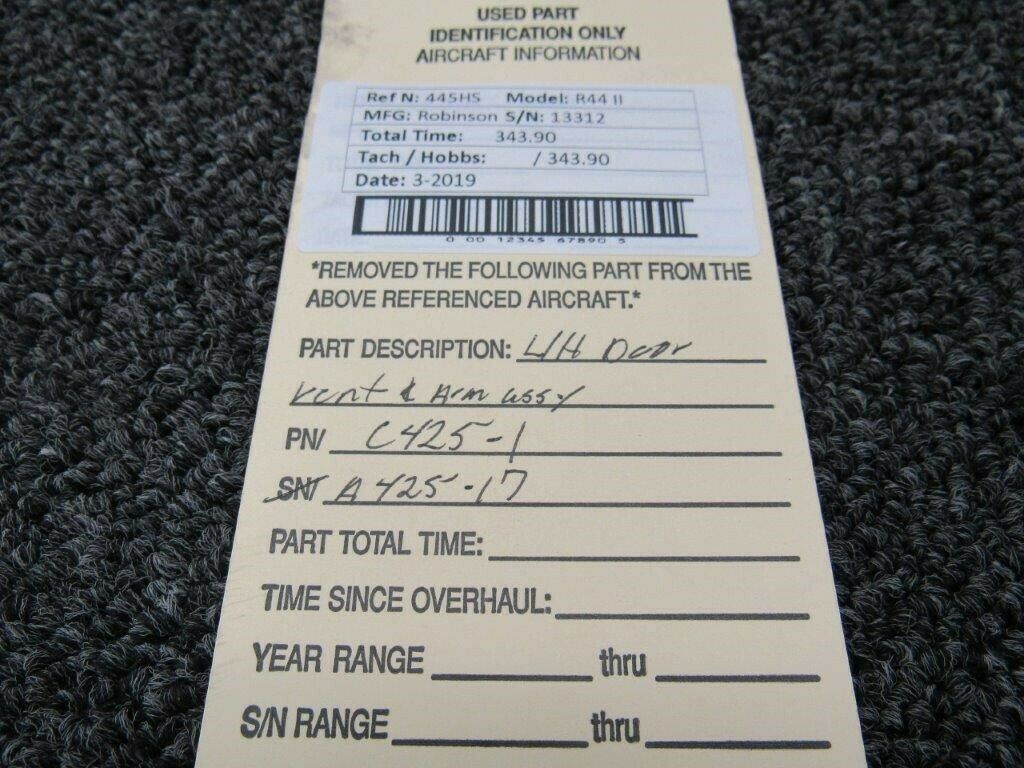 USED PART
IDENTIFICATION ONLY
AIRCRAFT INFORMATION
Ref N: 445HS Model: R44 II
MFG: Robinson S/N: 13312
Total Time: 343.90
Tach / Hobbs: / 343.90
Date: 3-2019
0 00 12345 67890 5
*REMOVED THE FOLLOWING PART FROM THE
ABOVE REFERENCED AIRCRAFT.*
PART DESCRIPTION: L/H Door
vent & Arm assy
PN/ C425-1
SN/ A425-17
PART TOTAL TIME:
TIME SINCE OVERHAUL:
YEAR RANGE thru
S/N RANGE thru